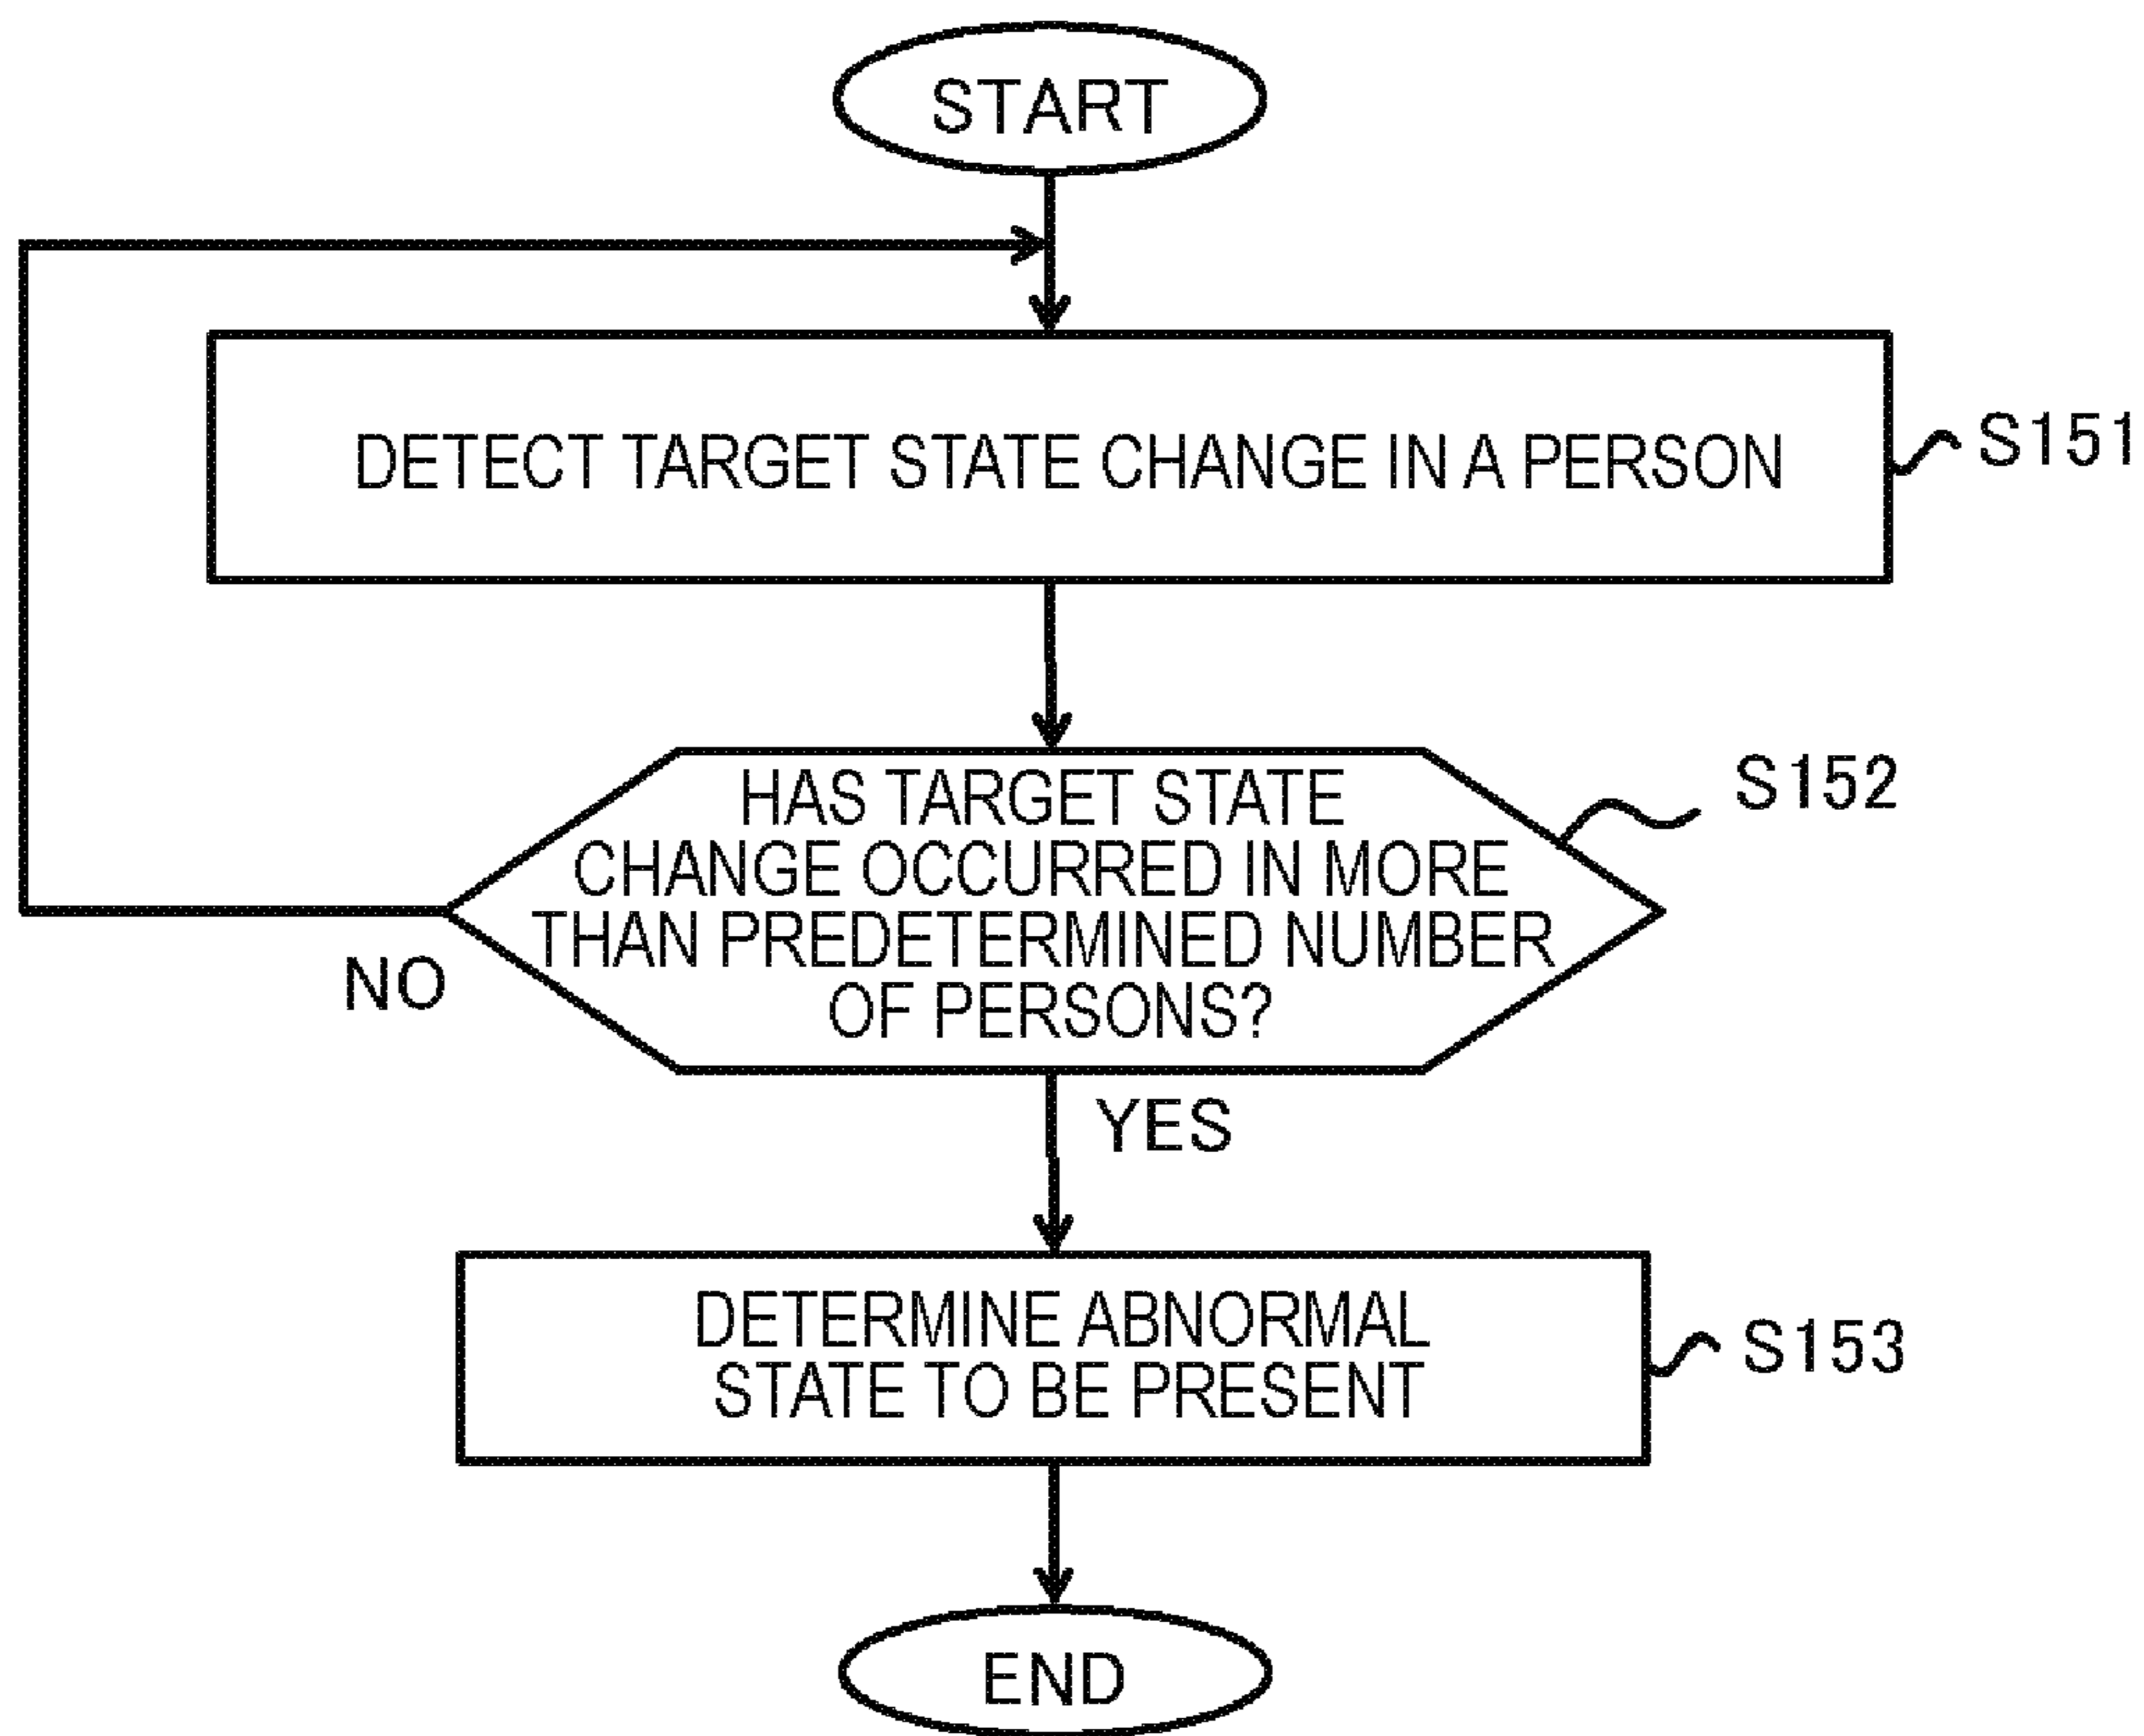 START
DETECT TARGET STATE CHANGE IN A PERSON
S151
HAS TARGET STATE
CHANGE OCCURRED IN MORE
THAN PREDETERMINED NUMBER
OF PERSONS?
S152
NO
YES
DETERMINE ABNORMAL
STATE TO BE PRESENT
S153
END